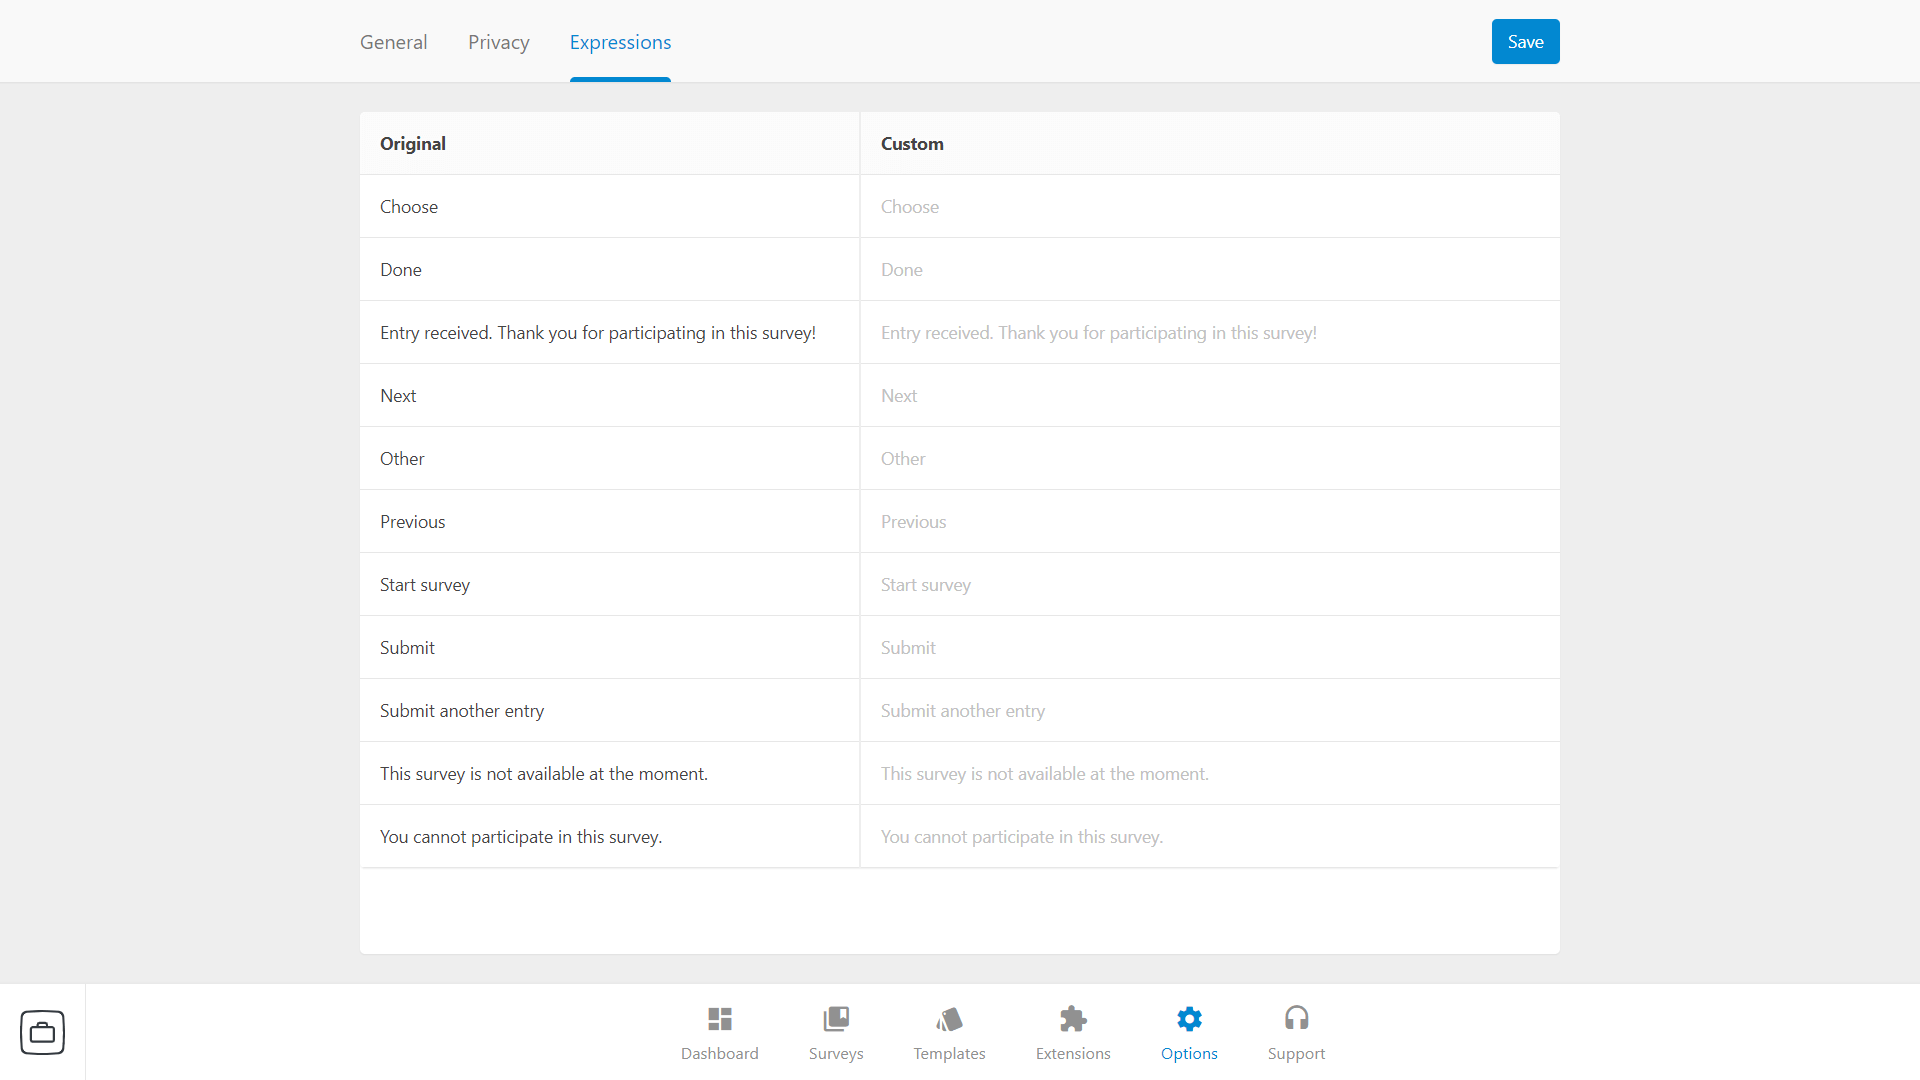 General Privacy Expressions Save
Original Custom
Choose Choose
Done Done
Entry received. Thank you for participating in this survey! Entry received. Thank you for participating in this survey!
Next Next
Other Other
Previous Previous
Start survey Start survey
Submit Submit
Submit another entry Submit another entry
This survey is not available at the moment. This survey is not available at the moment.
You cannot participate in this survey. You cannot participate in this survey.
Dashboard Surveys Templates Extensions Options Support